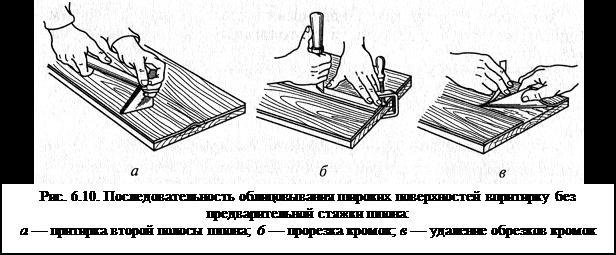 а
б
в
Рис. 6.10. Последовательность облицовывания широких поверхностей впритирку без
предварительной стяжки шпона:
а — притирка второй полосы шпона; б — прорезка кромок; в — удаление обрезков кромок